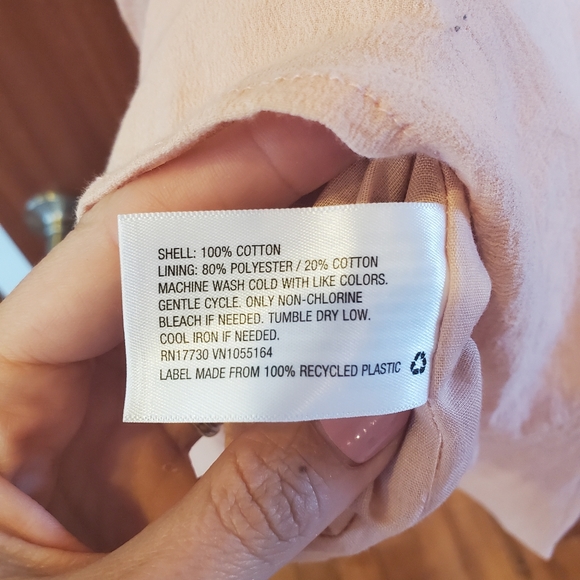 SHELL: 100% COTTON
LINING: 80% POLYESTER / 20% COTTON
MACHINE WASH COLD WITH LIKE COLORS.
GENTLE CYCLE. ONLY NON-CHLORINE
BLEACH IF NEEDED. TUMBLE DRY LOW.
COOL IRON IF NEEDED.
RN17730 VN1055164
LABEL MADE FROM 100% RECYCLED PLASTIC